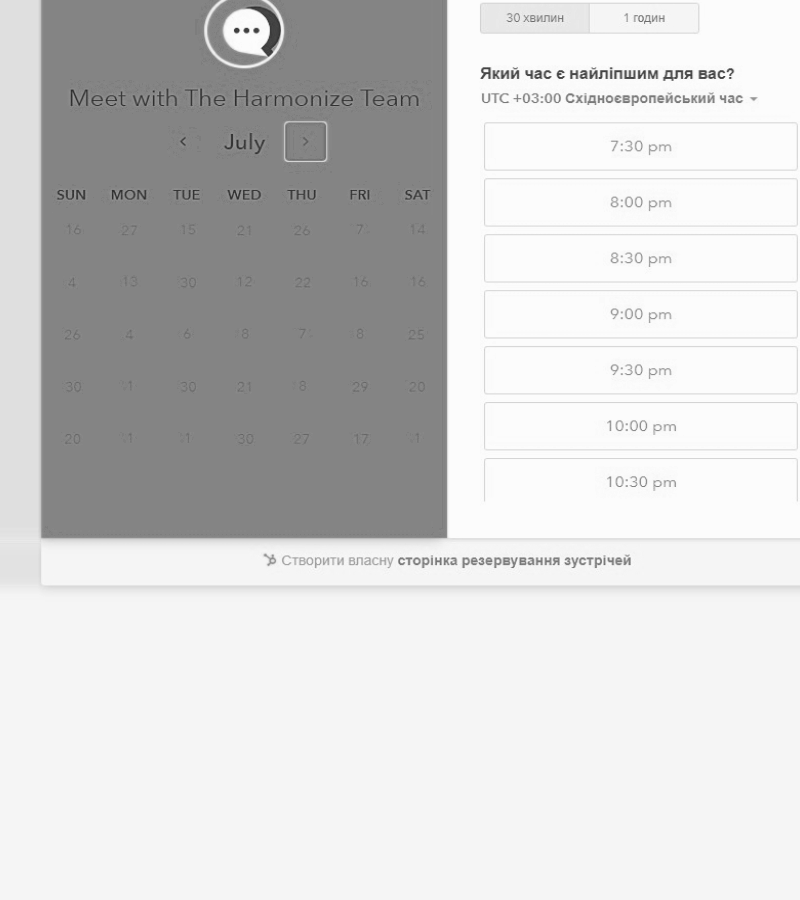 Meet with The Harmonize Team
July
SUN MON TUE WED THU FRI SAT
16 27 15 21 26 7 14
4 13 30 12 22 16 16
26 4 6 8 7 8 25
30 1 30 21 8 29 20
20 1 1 30 27 17 1
30 хвилин 1 годин
Який час є найліпшим для вас?
UTC +03:00 Східноєвропейський час
7:30 pm
8:00 pm
8:30 pm
9:00 pm
9:30 pm
10:00 pm
10:30 pm
Створити власну сторінка резервування зустрічей